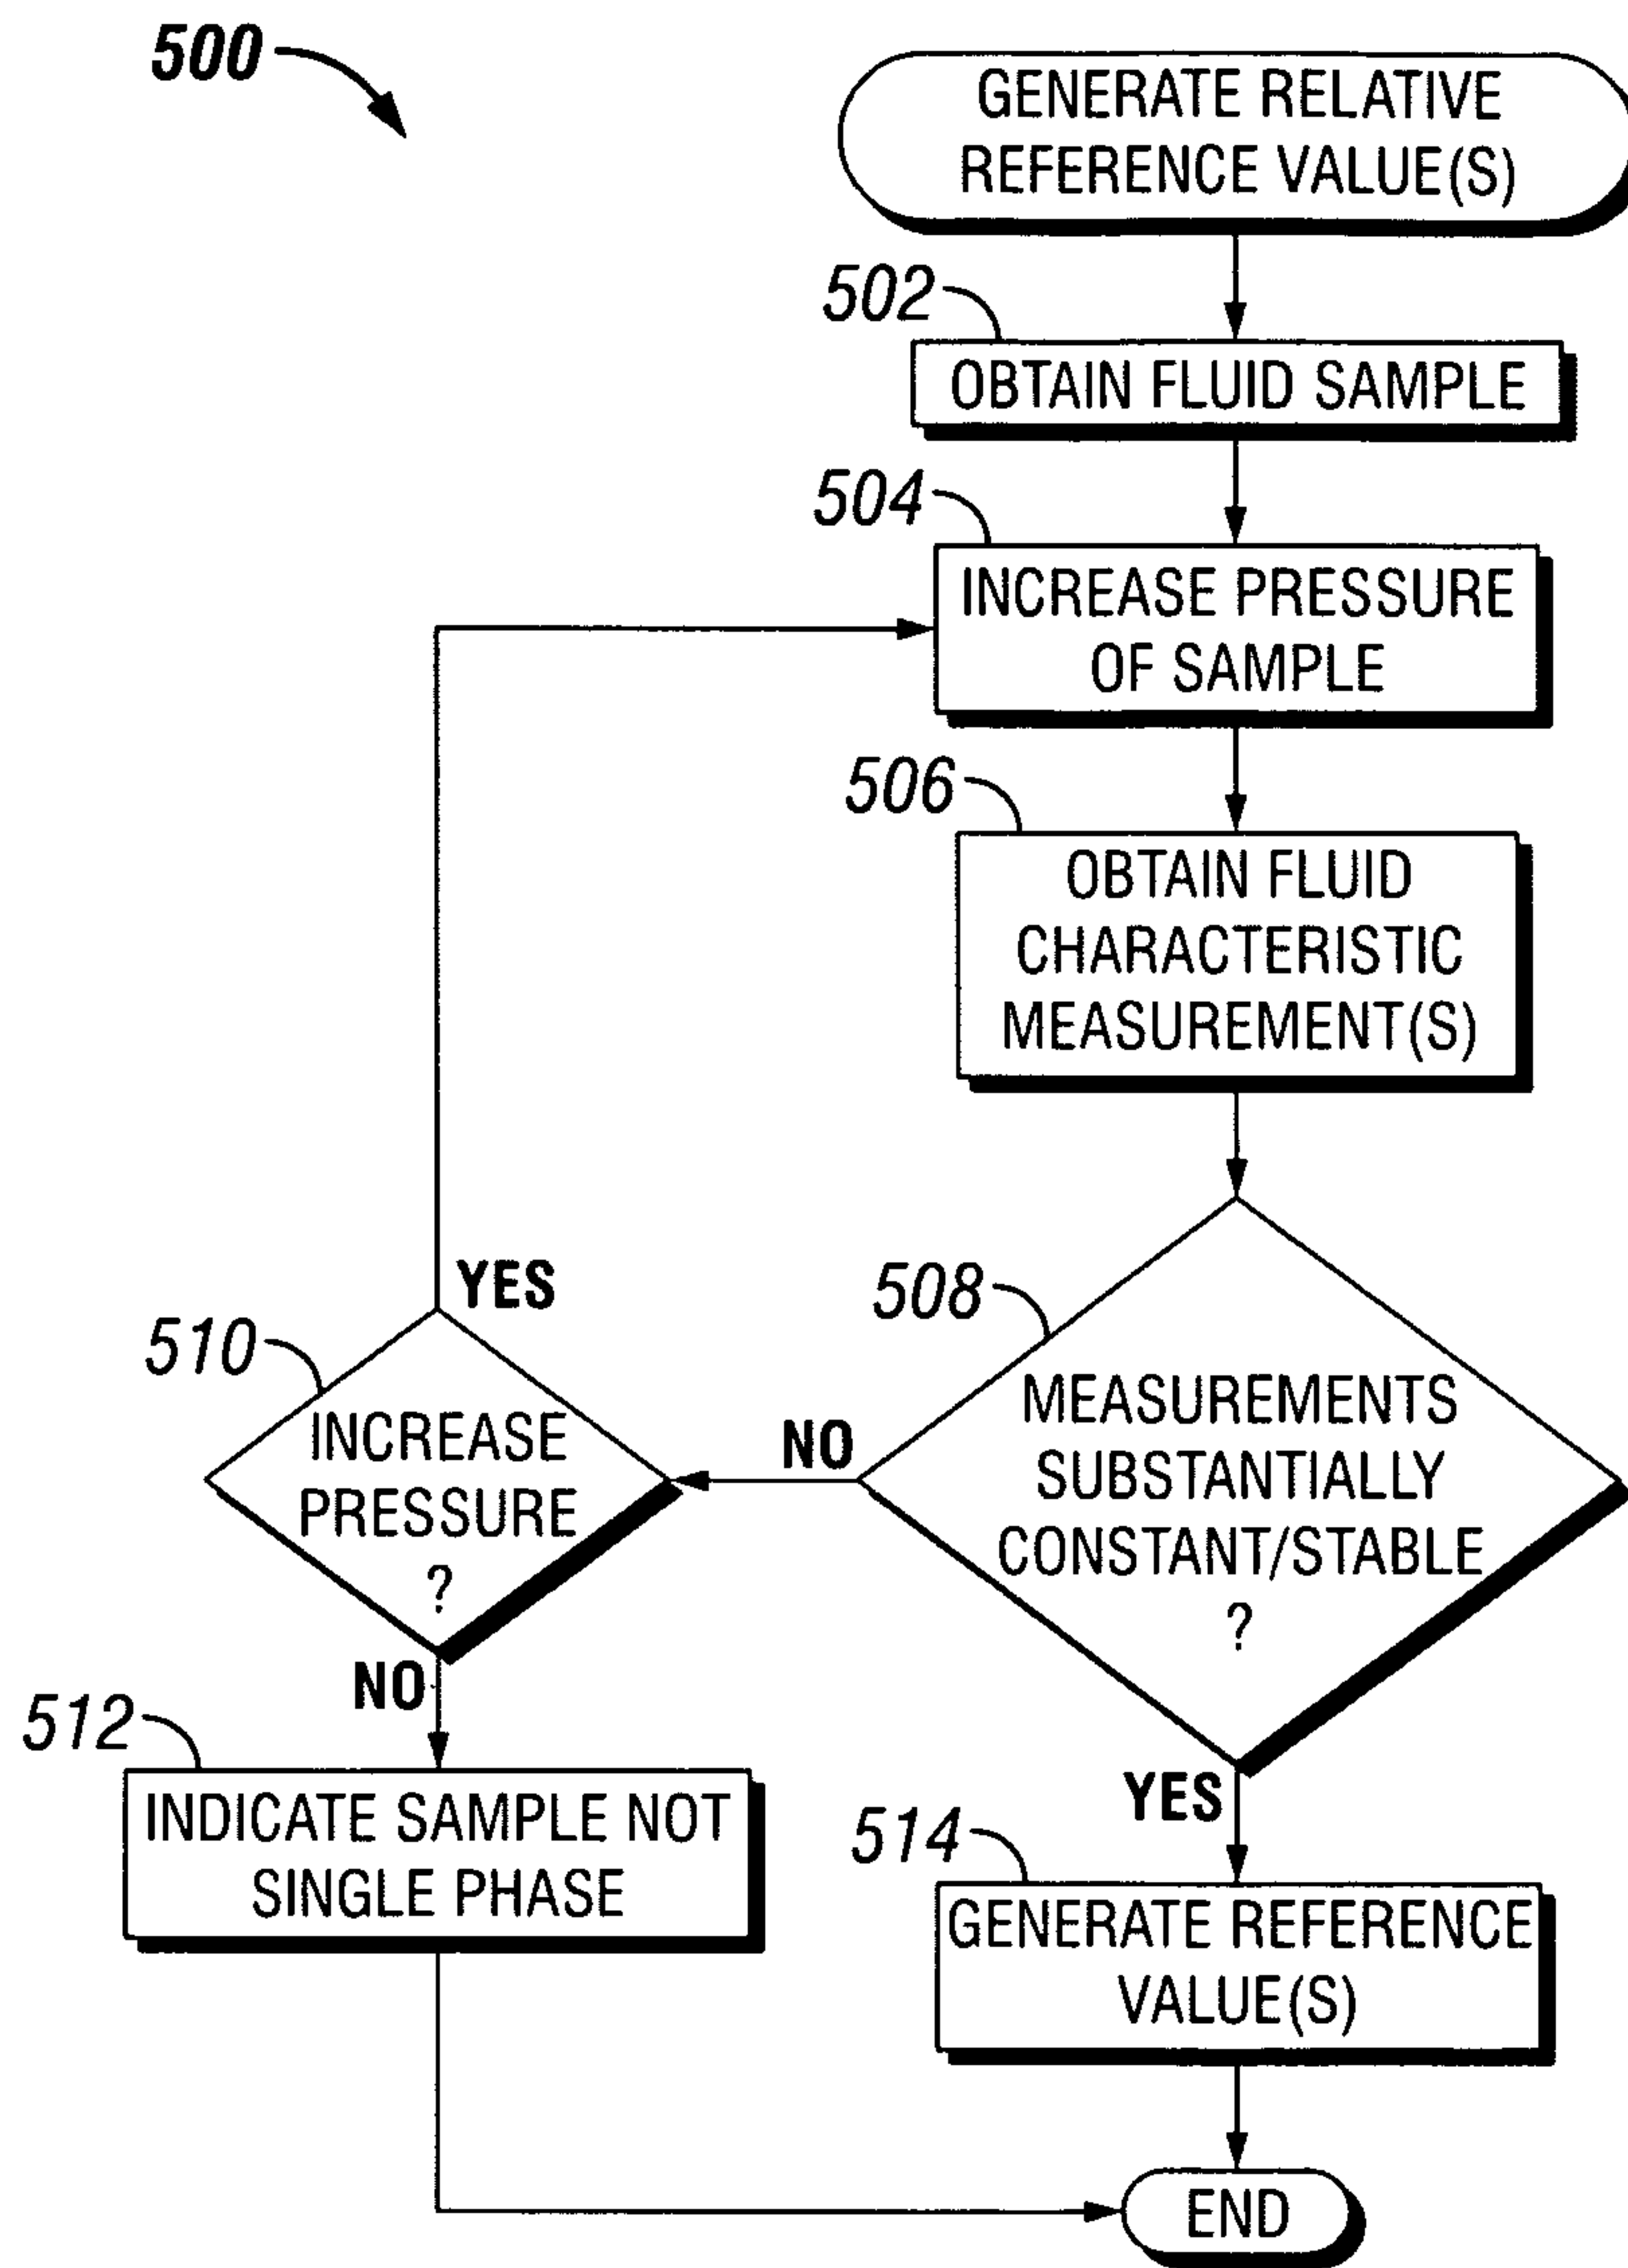 500
GENERATE RELATIVE
REFERENCE VALUE(S)
502
OBTAIN FLUID SAMPLE
504
INCREASE PRESSURE
OF SAMPLE
506
OBTAIN FLUID
CHARACTERISTIC
MEASUREMENT(S)
508
MEASUREMENTS
SUBSTANTIALLY
CONSTANT/STABLE
?
NO
YES
510
INCREASE
PRESSURE
?
YES
NO
512
INDICATE SAMPLE NOT
SINGLE PHASE
514
GENERATE REFERENCE
VALUE(S)
END